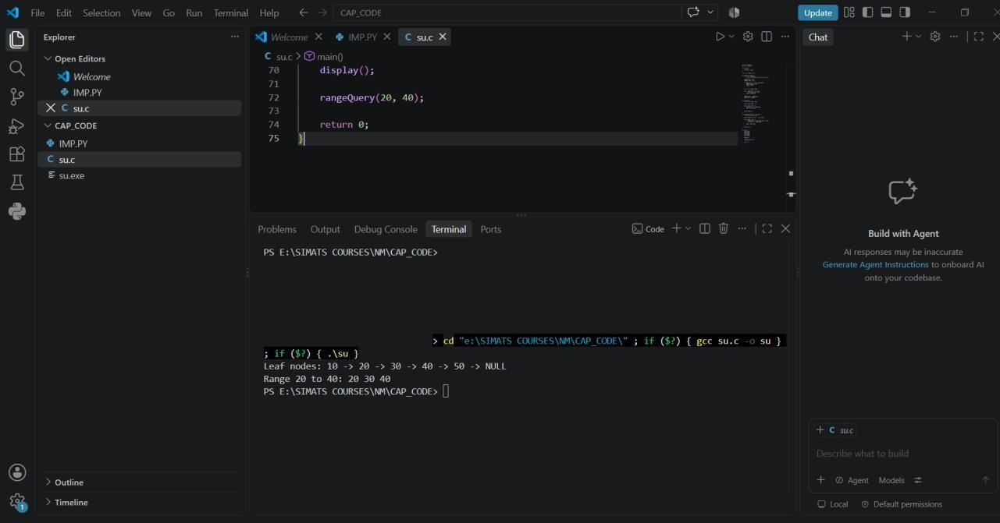 File Edit Selection View Go Run Terminal Help
CAP_CODE
Update
Explorer
Open Editors
Welcome
IMP.PY
su.c
CAP_CODE
IMP.PY
su.c
su.exe
Outline
Timeline
1
Welcome IMP.PY su.c
su.c > main()
70 display();
71
72 rangeQuery(20, 40);
73
74 return 0;
75 }
Problems Output Debug Console Terminal Ports
Code
PS E:\SIMATS COURSES\NM\CAP_CODE>
> cd "e:\SIMATS COURSES\NM\CAP_CODE\" ; if ($?) { gcc su.c -o su }
; if ($?) { .\su }
Leaf nodes: 10 -> 20 -> 30 -> 40 -> 50 -> NULL
Range 20 to 40: 20 30 40
PS E:\SIMATS COURSES\NM\CAP_CODE>
Chat
Build with Agent
AI responses may be inaccurate
Generate Agent Instructions to onboard AI
onto your codebase.
su.c
Describe what to build
Agent Models
Local Default permissions